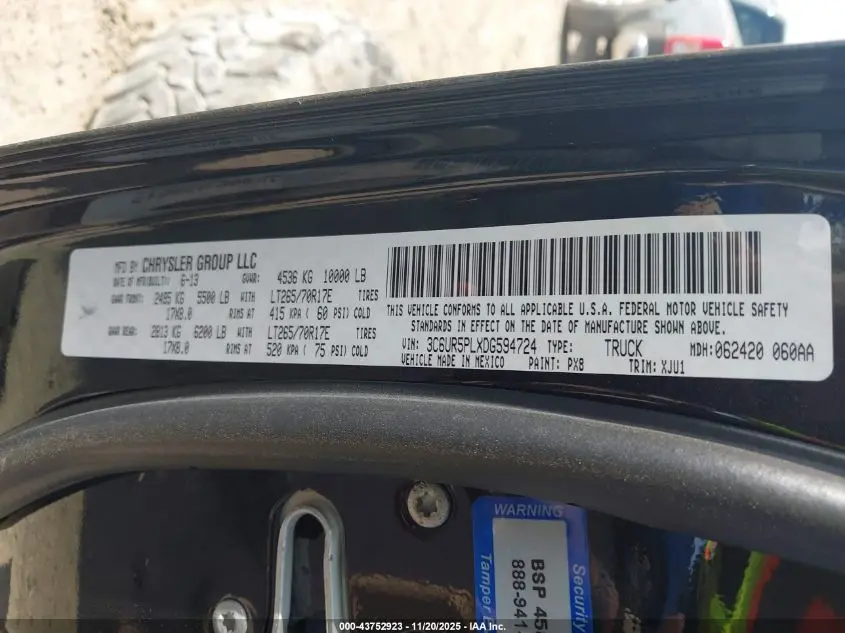 MFD BY CHRYSLER GROUP LLC
DATE OF MFG(BUILT): 6-13 GVWR: 4536 KG 10000 LB
GAWR FRONT: 2495 KG 5500 LB WITH LT265/70R17E TIRES
17X8.0 RIMS AT 415 KPA ( 60 PSI) COLD
GAWR REAR: 2813 KG 6200 LB WITH LT265/70R17E TIRES
17X8.0 RIMS AT 520 KPA ( 75 PSI) COLD
THIS VEHICLE CONFORMS TO ALL APPLICABLE U.S.A. FEDERAL MOTOR VEHICLE SAFETY
STANDARDS IN EFFECT ON THE DATE OF MANUFACTURE SHOWN ABOVE.
VIN: 3C6UR5PLXDG594724 TYPE: TRUCK MDH: 062420 060AA
VEHICLE MADE IN MEXICO PAINT: PX8 TRIM: XJU1
WARNING
Tamper
BSP
888-941-
Security
000-43752923 - 11/20/2025 - IAA Inc.